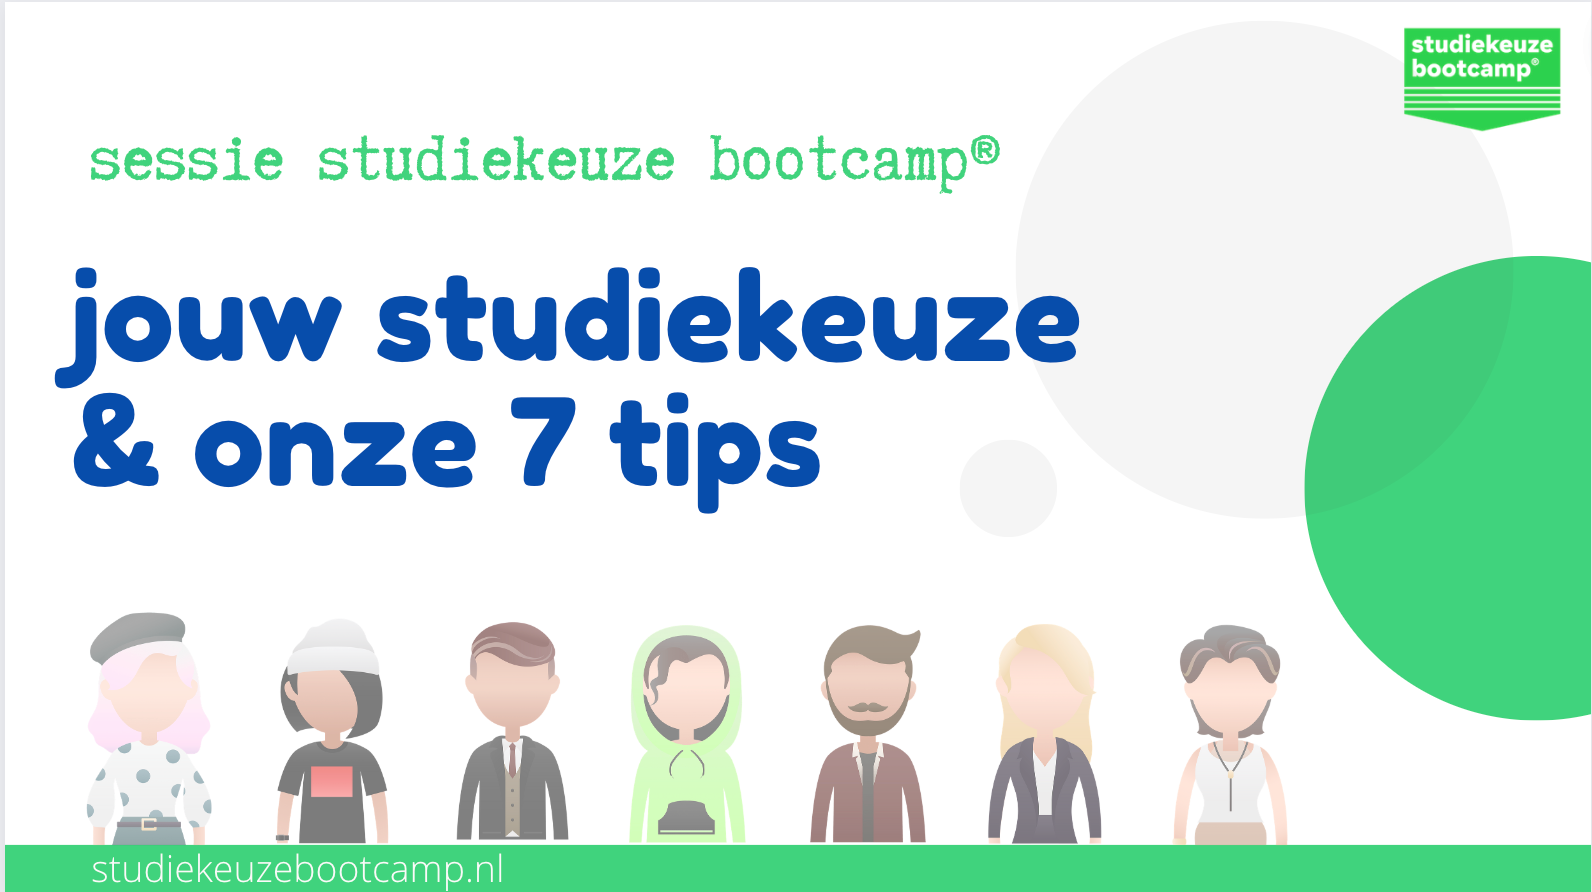 studiekeuze
bootcamp®
sessie studiekeuze bootcamp®
jouw studiekeuze
& onze 7 tips
studiekeuzebootcamp.nl